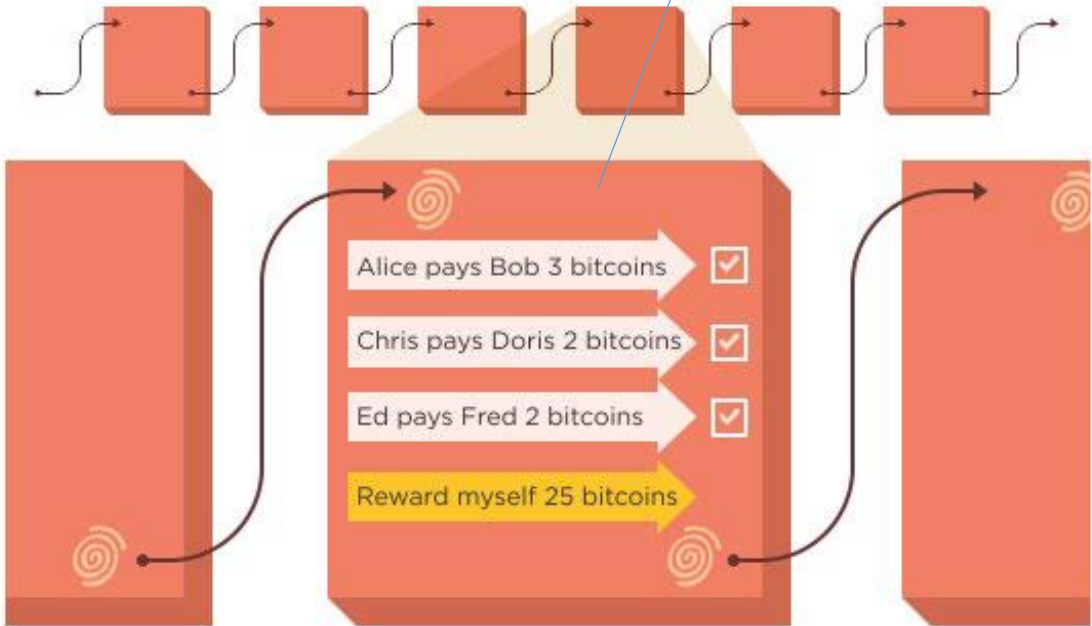 Alice pays Bob 3 bitcoins
Chris pays Doris 2 bitcoins
Ed pays Fred 2 bitcoins
Reward myself 25 bitcoins